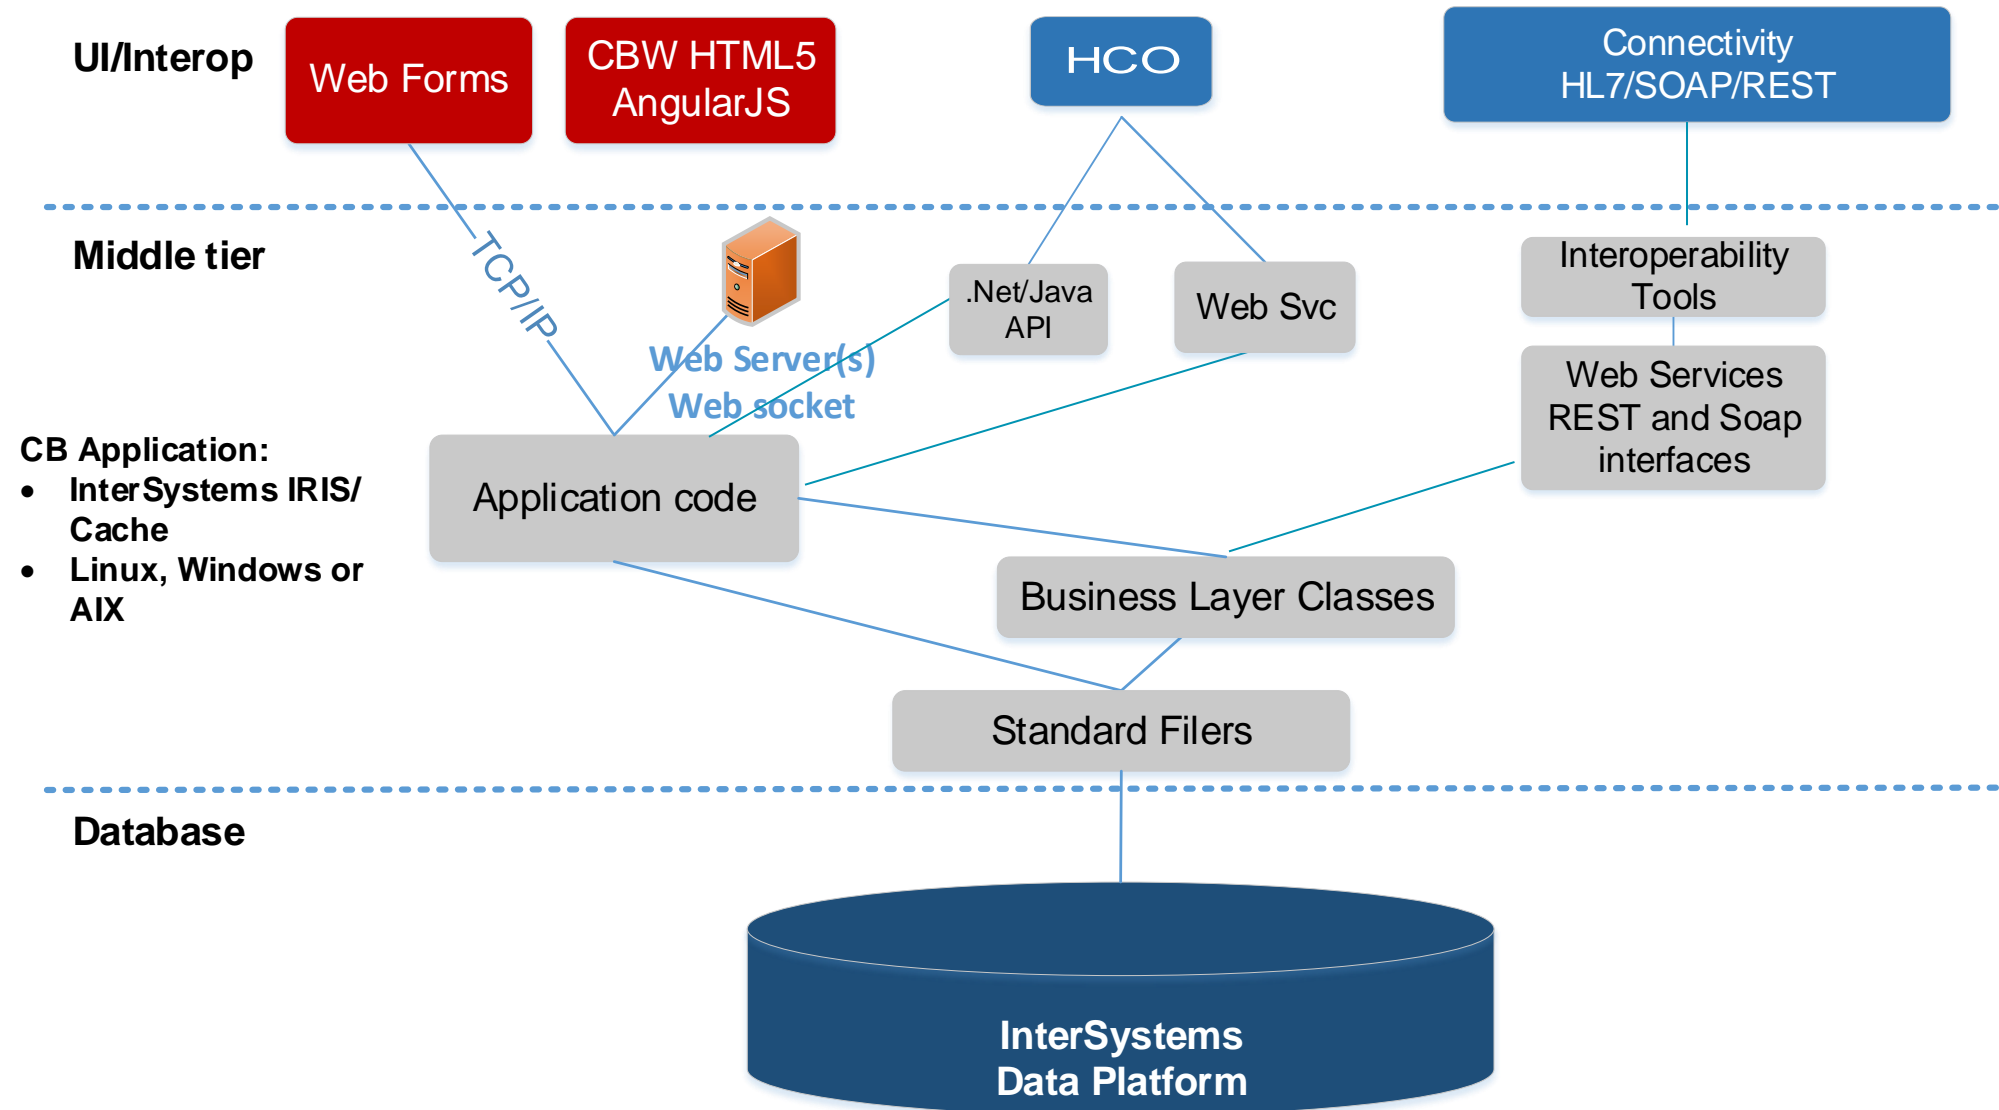 UI/Interop
Web Forms
CBW HTML5
AngularJS
HCO
Connectivity
HL7/SOAP/REST
Middle tier
TCP/IP
Web Server(s)
Web socket
.Net/Java
API
Web Svc
Interoperability
Tools
Web Services
REST and Soap
interfaces
CB Application:
• InterSystems IRIS/
Cache
• Linux, Windows or
AIX
Application code
Business Layer Classes
Standard Filers
Database
InterSystems
Data Platform